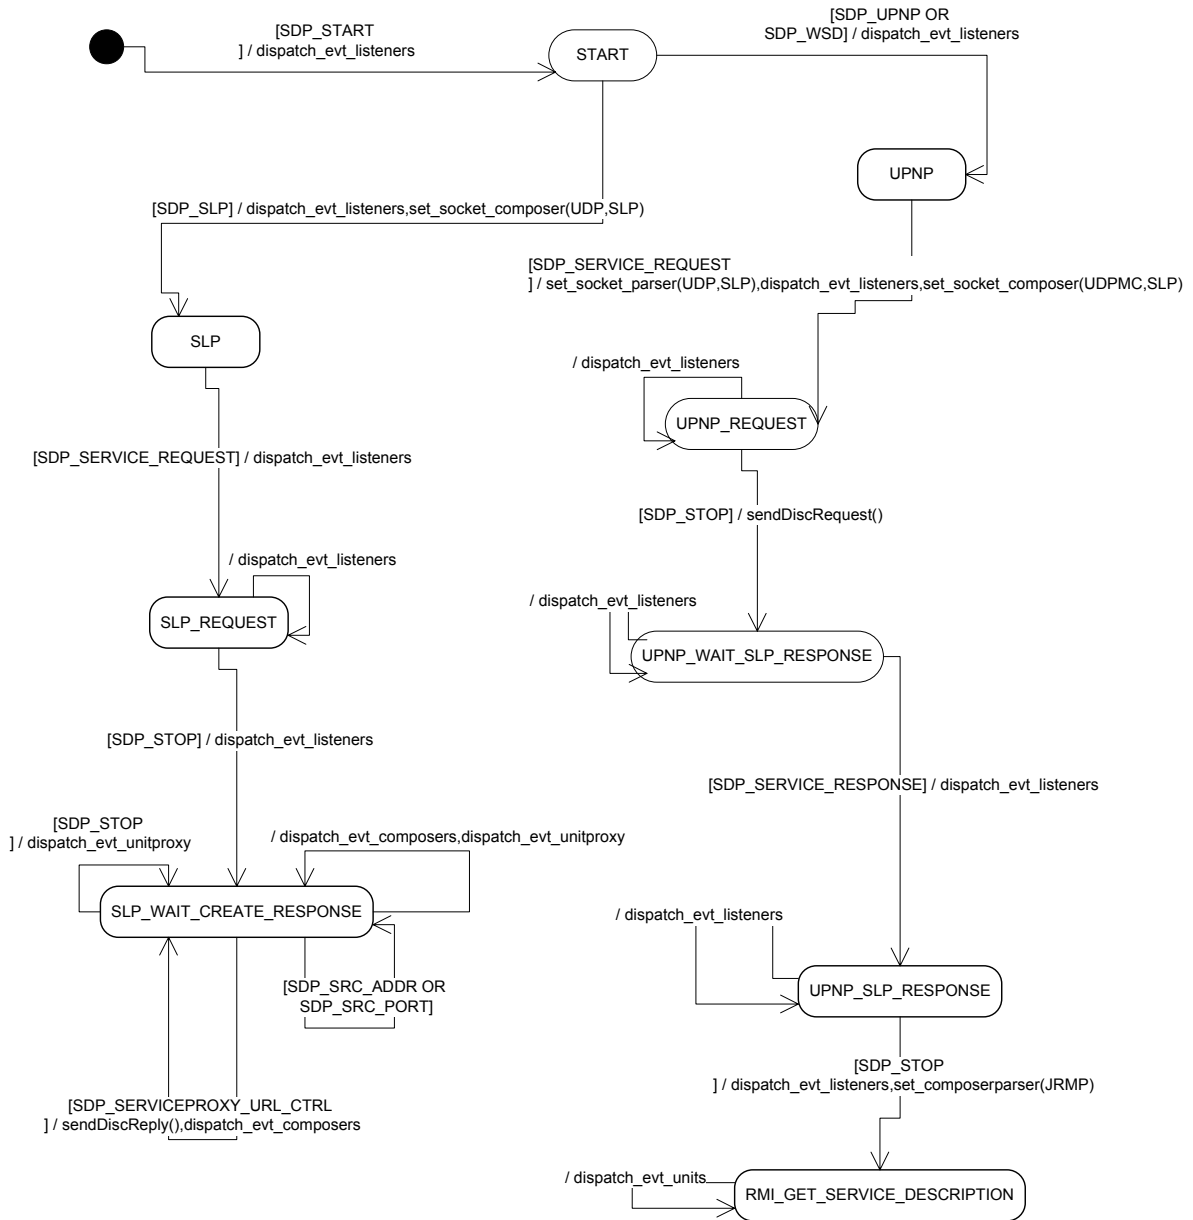 [SDP_START
] / dispatch_evt_listeners
[SDP_UPNP OR
SDP_WSD] / dispatch_evt_listeners
START
UPNP
[SDP_SLP] / dispatch_evt_listeners,set_socket_composer(UDP,SLP)
[SDP_SERVICE_REQUEST
] / set_socket_parser(UDP,SLP),dispatch_evt_listeners,set_socket_composer(UDPMC,SLP)
SLP
/ dispatch_evt_listeners
UPNP_REQUEST
[SDP_SERVICE_REQUEST] / dispatch_evt_listeners
[SDP_STOP] / sendDiscRequest()
/ dispatch_evt_listeners
SLP_REQUEST
/ dispatch_evt_listeners
UPNP_WAIT_SLP_RESPONSE
[SDP_STOP] / dispatch_evt_listeners
[SDP_SERVICE_RESPONSE] / dispatch_evt_listeners
[SDP_STOP
] / dispatch_evt_unitproxy
/ dispatch_evt_composers,dispatch_evt_unitproxy
SLP_WAIT_CREATE_RESPONSE
/ dispatch_evt_listeners
[SDP_SRC_ADDR OR
SDP_SRC_PORT]
UPNP_SLP_RESPONSE
[SDP_STOP
] / dispatch_evt_listeners,set_composerparser(JRMP)
[SDP_SERVICEPROXY_URL_CTRL
] / sendDiscReply(),dispatch_evt_composers
/ dispatch_evt_units
RMI_GET_SERVICE_DESCRIPTION